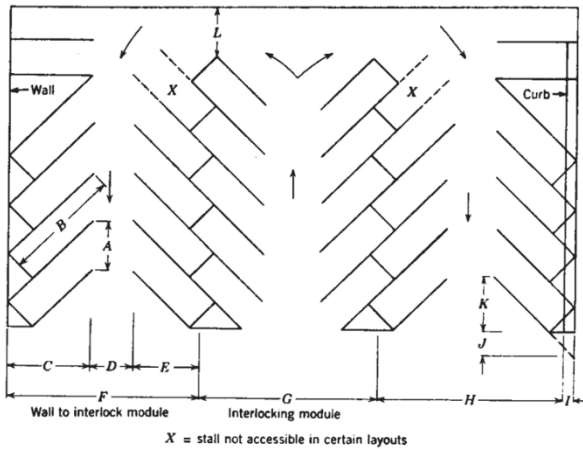 L
X
X
Wall
Curb
B
A
K
J
C
D
E
F
G
H
I
Wall to interlock module
Interlocking module
X = stall not accessible in certain layouts